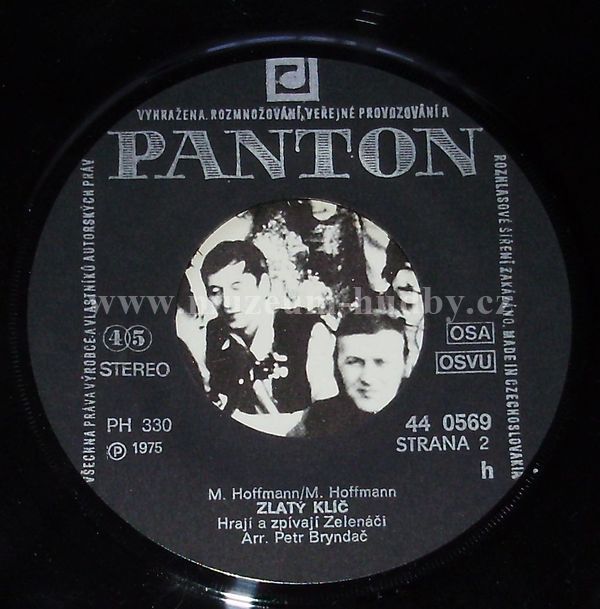 VYHRAŽENA. ROZMNOŽOVÁNÍ, VEŘEJNÉ PROVOZOVÁNÍ A
PANTON
VŠECHNA PRÁVA VÝROBCE A VLASTNÍKŮ AUTORSKÝCH PRÁV
ROZHLASOVÉ ŠÍŘENÍ ZAKÁZÁNO. MADE IN CZECHOSLOVAKIA
www.muzeum-hudby.cz
45
STEREO
OSA
OSVU
PH 330
℗ 1975
44 0569
STRANA 2
h
M. Hoffmann/M. Hoffmann
ZLATÝ KLÍČ
Hrají a zpívají Zelenáči
Arr. Petr Bryndač